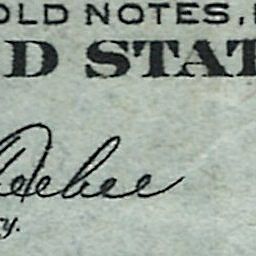 OLD NOTES,
D STAT
y.